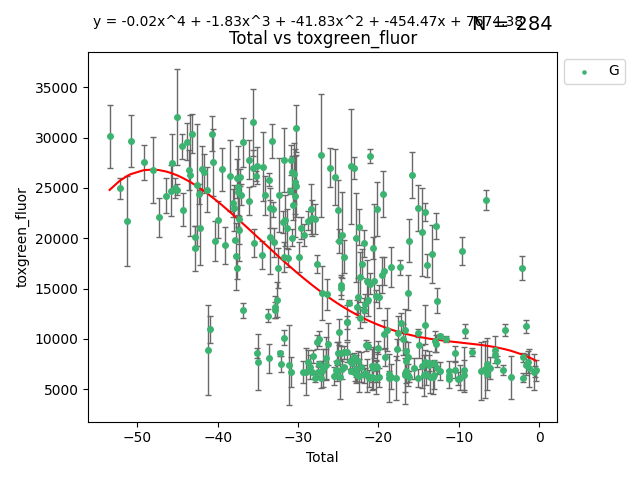 y = -0.02x^4 + -1.83x^3 + -41.83x^2 + -454.47x + 7674.38
N = 284
Total vs toxgreen_fluor
G
35000
30000
25000
20000
15000
10000
5000
toxgreen_fluor
−50
−40
−30
−20
−10
0
Total